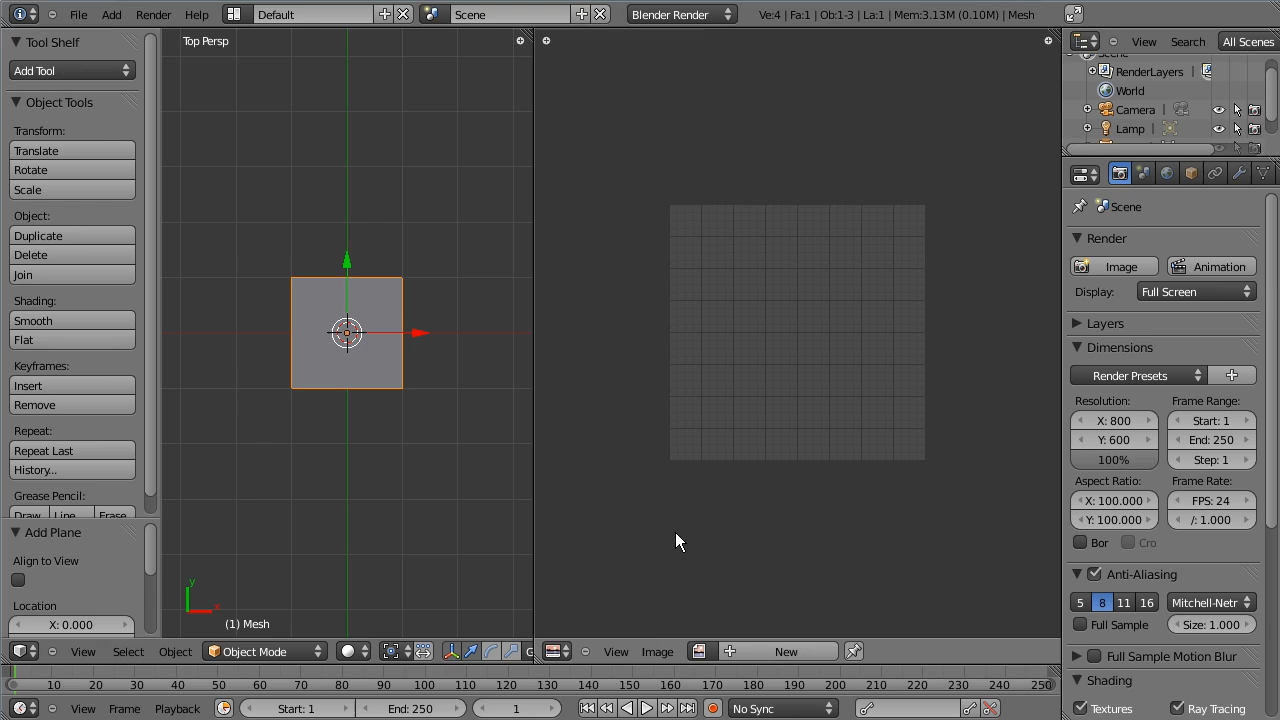 File Add Render Help Default Scene Blender Render Ve:4 | Fa:1 | Ob:1-3 | La:1 | Mem:3.13M (0.10M) | Mesh
Tool Shelf
Add Tool
Object Tools
Transform:
Translate
Rotate
Scale
Object:
Duplicate
Delete
Join
Shading:
Smooth
Flat
Keyframes:
Insert
Remove
Repeat:
Repeat Last
History...
Grease Pencil:
Draw Line Erase
Add Plane
Align to View
Location
X: 0.000
Top Persp
y
x
(1) Mesh
View Select Object Object Mode
View Image New
View Search All Scenes
RenderLayers |
World
Camera |
Lamp |
Scene
Render
Image Animation
Display: Full Screen
Layers
Dimensions
Render Presets
Resolution: Frame Range:
X: 800 Start: 1
Y: 600 End: 250
100% Step: 1
Aspect Ratio: Frame Rate:
X: 100.000 FPS: 24
Y: 100.000 /: 1.000
Bor Cro
Anti-Aliasing
5 8 11 16 Mitchell-Netr
Full Sample Size: 1.000
Full Sample Motion Blur
Shading
Textures Ray Tracing
0 10 20 30 40 50 60 70 80 90 100 110 120 130 140 150 160 170 180 190 200 210 220 230 240 250
View Frame Playback Start: 1 End: 250 1 No Sync